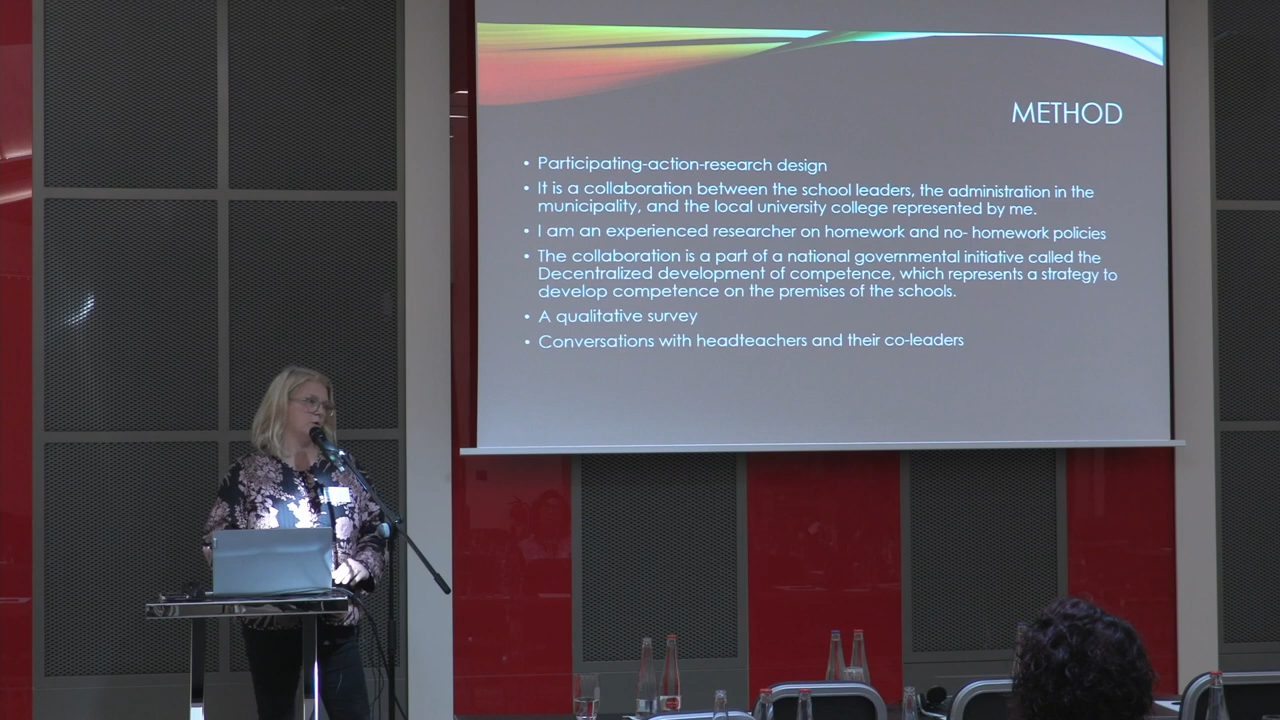 METHOD
• Participating-action-research design
• It is a collaboration between the school leaders, the administration in the
municipality, and the local university college represented by me.
• I am an experienced researcher on homework and no- homework policies
• The collaboration is a part of a national governmental initiative called the
Decentralized development of competence, which represents a strategy to
develop competence on the premises of the schools.
• A qualitative survey
• Conversations with headteachers and their co-leaders